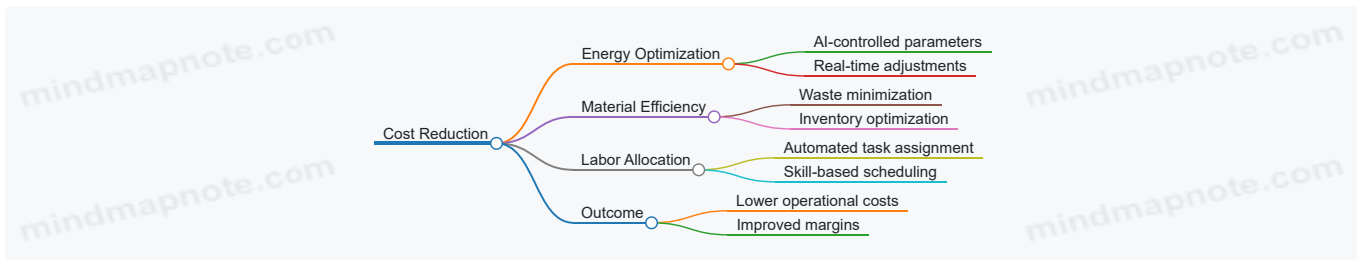 mindmapnote.com
mindmapnote.com
Cost Reduction
Energy Optimization
AI-controlled parameters
Real-time adjustments
Material Efficiency
Waste minimization
Inventory optimization
Labor Allocation
Automated task assignment
Skill-based scheduling
Outcome
Lower operational costs
Improved margins
mindmapnote.com
mindmapnote.com